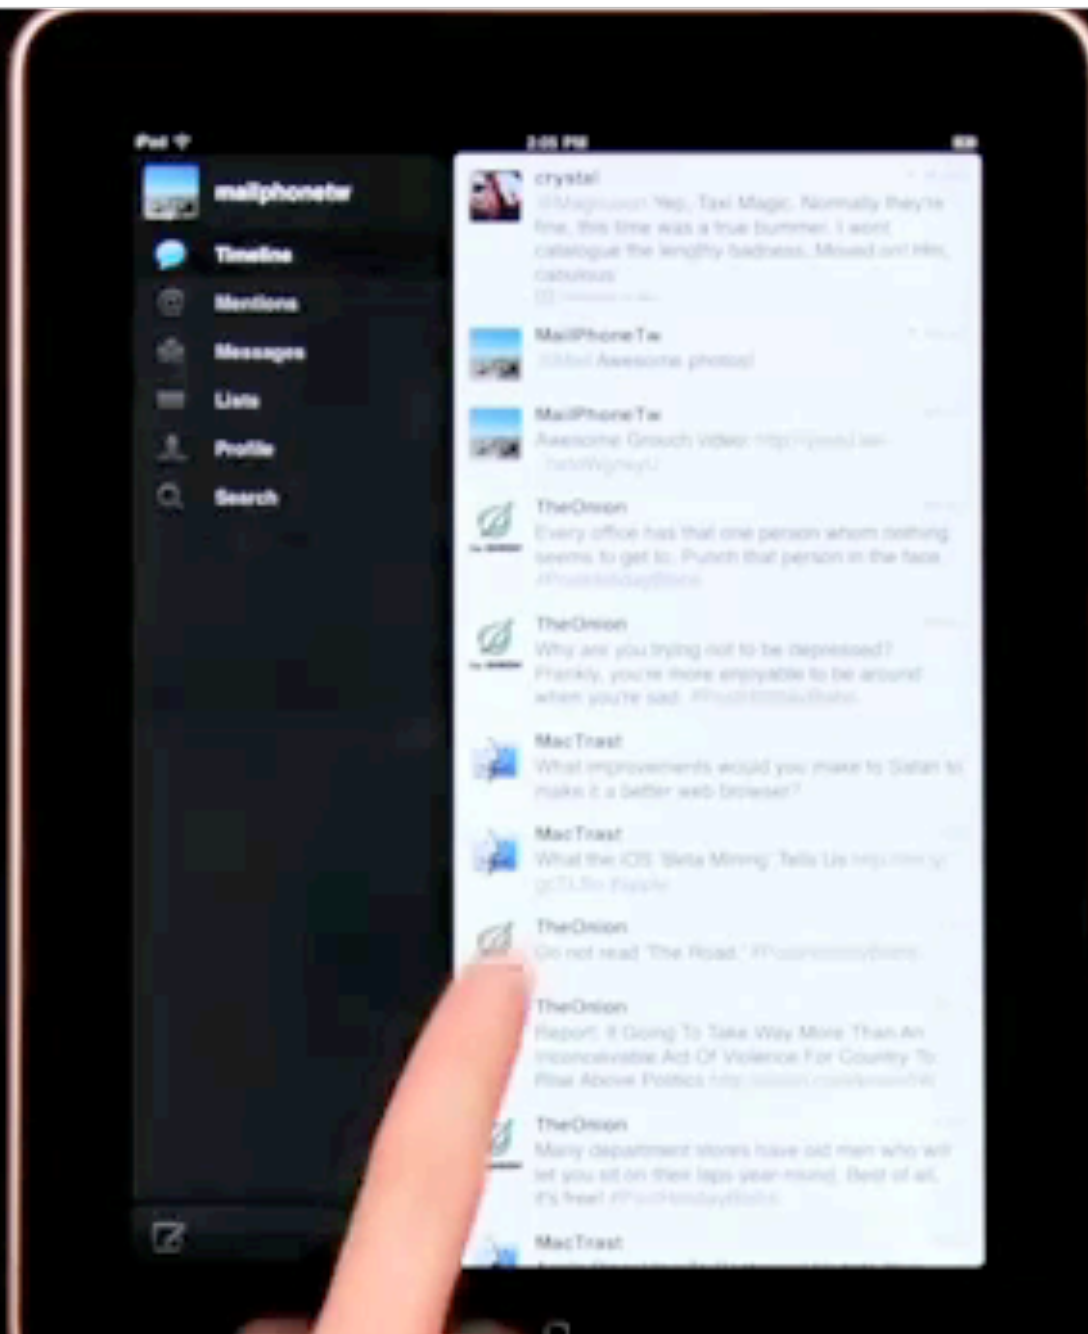 iPad
3:05 PM
mailphonetw
Timeline
Mentions
Messages
Lists
Profile
Search
crystal
Yep, Taxi Magic. Normally they're
fine, this time was a true bummer. I wont
catalogue the lengthy badness. Moved on!
MailPhoneTw
Awesome photos!
MailPhoneTw
Awesome Grouch video
TheOnion
Every office has that one person whom nothing
seems to get to. Punch that person in the face.
#PostHolidayBlahs
TheOnion
Why are you trying not to be depressed?
Frankly, you're more enjoyable to be around
when you're sad. #PostHolidayBlahs
MacTrast
What improvements would you make to Safari to
make it a better web browser?
MacTrast
What the iOS 'Beta Mining' Tells Us
TheOnion
Do not read 'The Road.' #PostHolidayBlahs
TheOnion
Report: It Going To Take Way More Than An
Inconceivable Act Of Violence For Country To
Rise Above Politics
TheOnion
Many department stores have old men who will
let you sit on their laps year-round. Best of all,
it's free! #PostHolidayBlahs
MacTrast